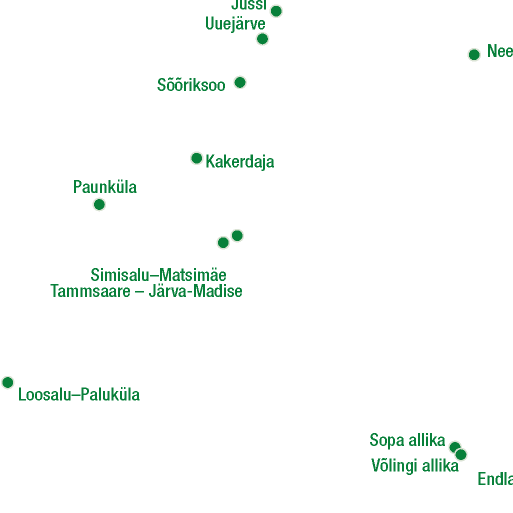 Jussi
Uuejärve
Nee
Sõõriksoo
Kakerdaja
Paunküla
Simisalu–Matsimäe
Tammsaare – Järva-Madise
Loosalu–Paluküla
Sopa allika
Võlingi allika
Endla